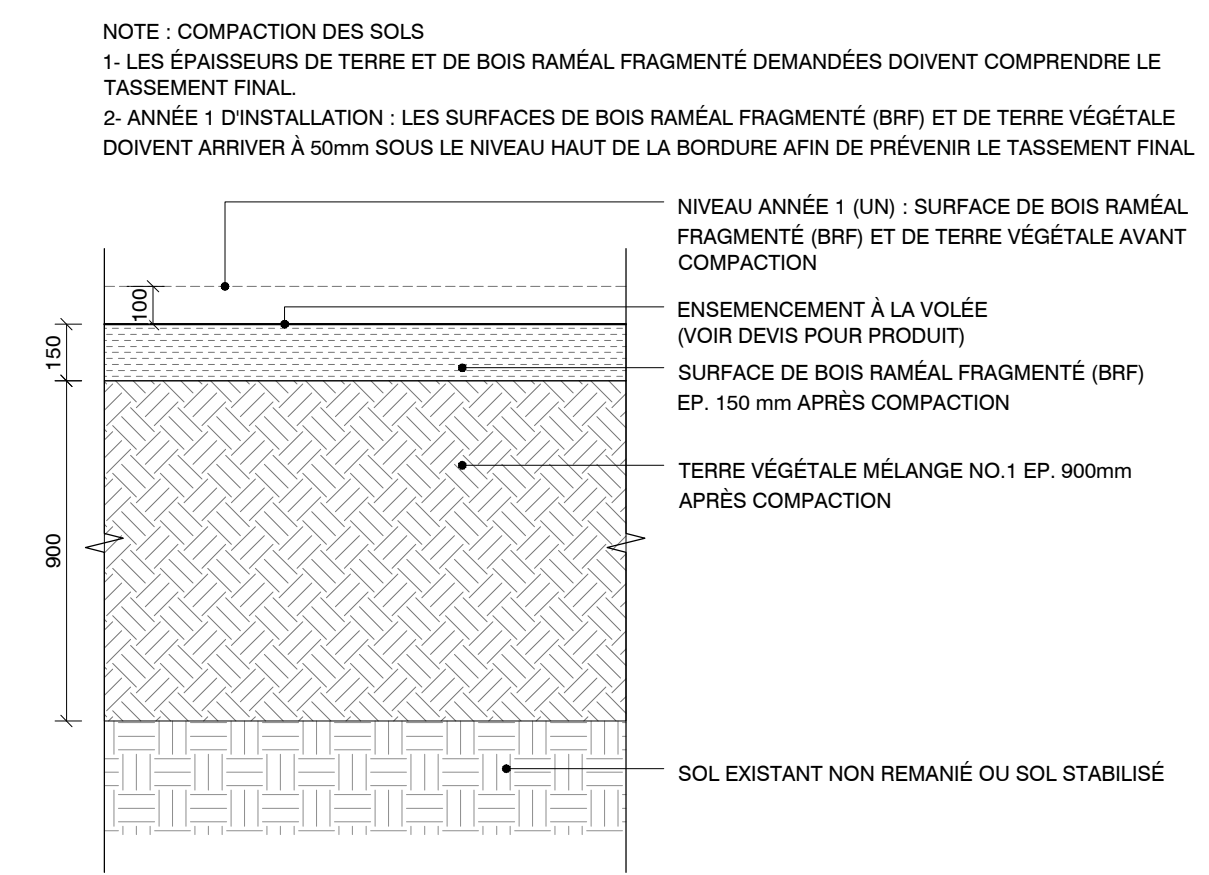 NOTE : COMPACTION DES SOLS
1- LES ÉPAISSEURS DE TERRE ET DE BOIS RAMÉAL FRAGMENTÉ DEMANDÉES DOIVENT COMPRENDRE LE
TASSEMENT FINAL.
2- ANNÉE 1 D'INSTALLATION : LES SURFACES DE BOIS RAMÉAL FRAGMENTÉ (BRF) ET DE TERRE VÉGÉTALE
DOIVENT ARRIVER À 50mm SOUS LE NIVEAU HAUT DE LA BORDURE AFIN DE PRÉVENIR LE TASSEMENT FINAL
NIVEAU ANNÉE 1 (UN) : SURFACE DE BOIS RAMÉAL
FRAGMENTÉ (BRF) ET DE TERRE VÉGÉTALE AVANT
COMPACTION
100
ENSEMENCEMENT À LA VOLÉE
(VOIR DEVIS POUR PRODUIT)
150
SURFACE DE BOIS RAMÉAL FRAGMENTÉ (BRF)
EP. 150 mm APRÈS COMPACTION
TERRE VÉGÉTALE MÉLANGE NO.1 EP. 900mm
APRÈS COMPACTION
900
SOL EXISTANT NON REMANIÉ OU SOL STABILISÉ